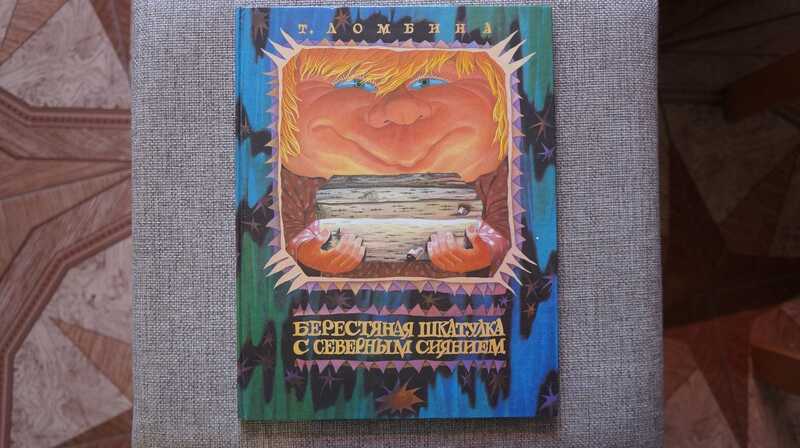 Т. ЛОМБИНА
БЕРЕСТЯНАЯ ШКАТУЛКА
С СЕВЕРНЫМ СИЯНИЕМ